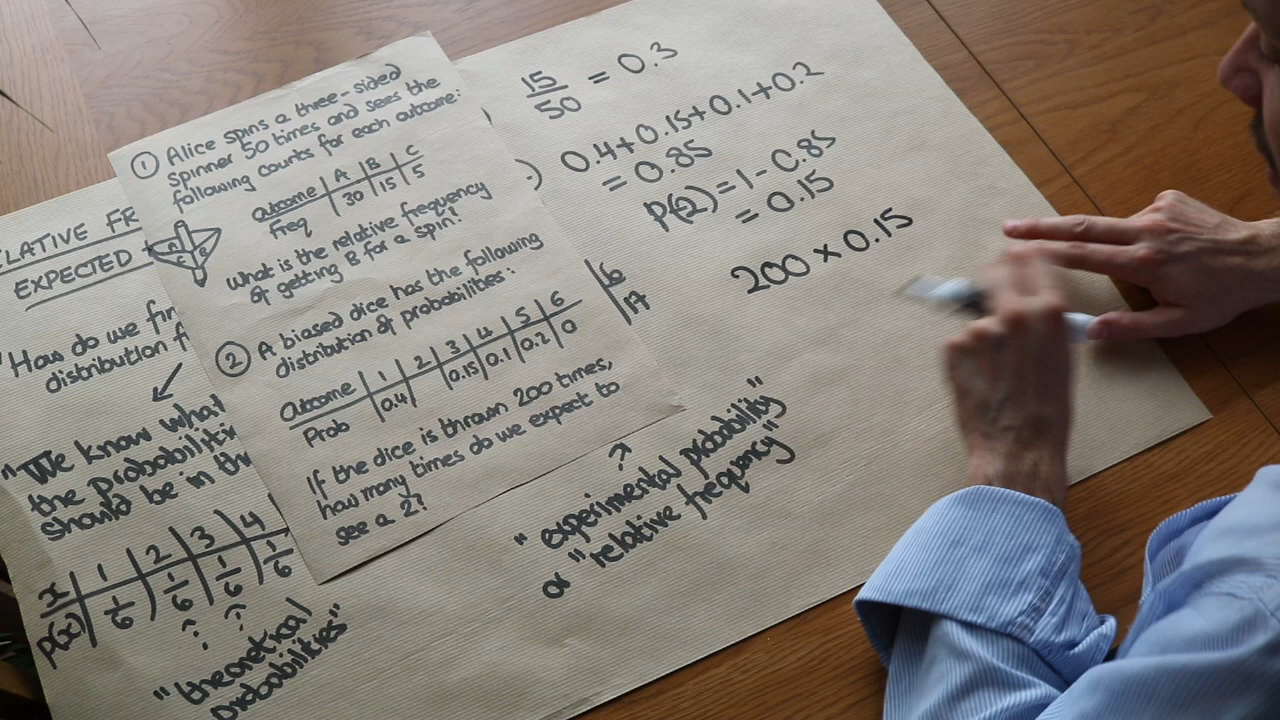 ELATIVE FR
EXPECTED
"How do we fin
distribution f
"We know what
the probabiliti
should be in th
x | 1 | 2 | 3 | 4
P(x) | 1/6 | 1/6 | 1/6 | 1/6
? ?
"theoretical
probabilities"
① Alice spins a three-sided
spinner 50 times and sees the
following counts for each outcome:
Outcome | A | B | C
Freq | 30 | 15 | 5
What is the relative frequency
of getting B for a spin?
② A biased dice has the following
distribution of probabilities:
Outcome | 1 | 2 | 3 | 4 | 5 | 6
Prob | 0.4 | | 0.15 | 0.1 | 0.2 | 0
If the dice is thrown 200 times,
how many times do we expect to
see a 2?
6
17
"experimental probability"
or "relative frequency"
15/50 = 0.3
0.4+0.15+0.1+0.2
= 0.85
P(2) = 1 - 0.85
= 0.15
200 × 0.15